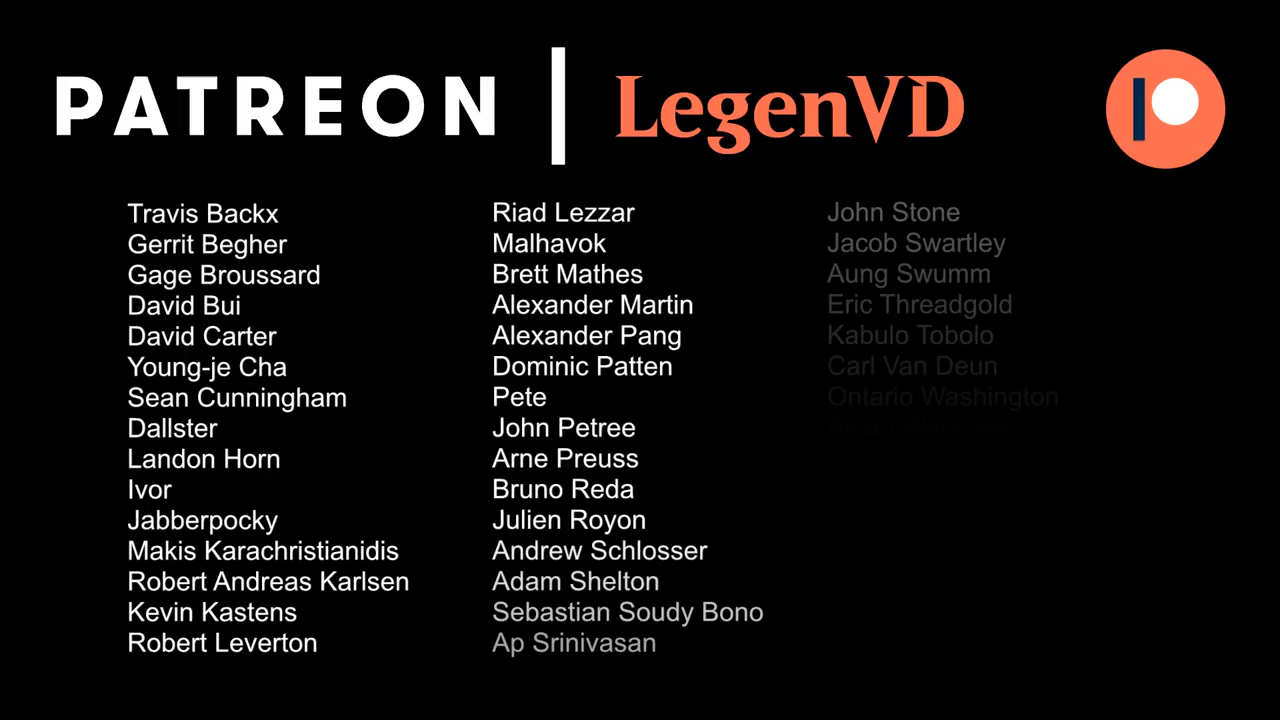 PATREON | LegenVD
Travis Backx
Gerrit Begher
Gage Broussard
David Bui
David Carter
Young-je Cha
Sean Cunningham
Dallster
Landon Horn
Ivor
Jabberpocky
Makis Karachristianidis
Robert Andreas Karlsen
Kevin Kastens
Robert Leverton
Riad Lezzar
Malhavok
Brett Mathes
Alexander Martin
Alexander Pang
Dominic Patten
Pete
John Petree
Arne Preuss
Bruno Reda
Julien Royon
Andrew Schlosser
Adam Shelton
Sebastian Soudy Bono
Ap Srinivasan
John Stone
Jacob Swartley
Aung Swumm
Eric Threadgold
Kabulo Tobolo
Carl Van Deun
Ontario Washington